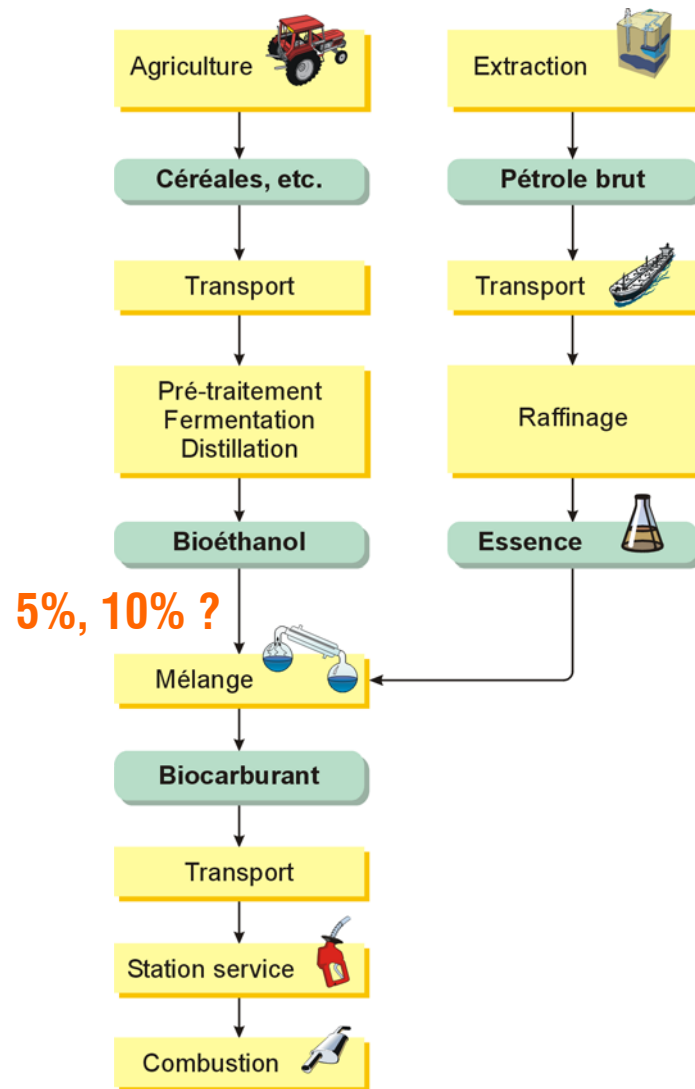 Agriculture
Extraction
Céréales, etc.
Pétrole brut
Transport
Transport
Pré-traitement
Fermentation
Distillation
Raffinage
Bioéthanol
Essence
5%, 10% ?
Mélange
Biocarburant
Transport
Station service
Combustion